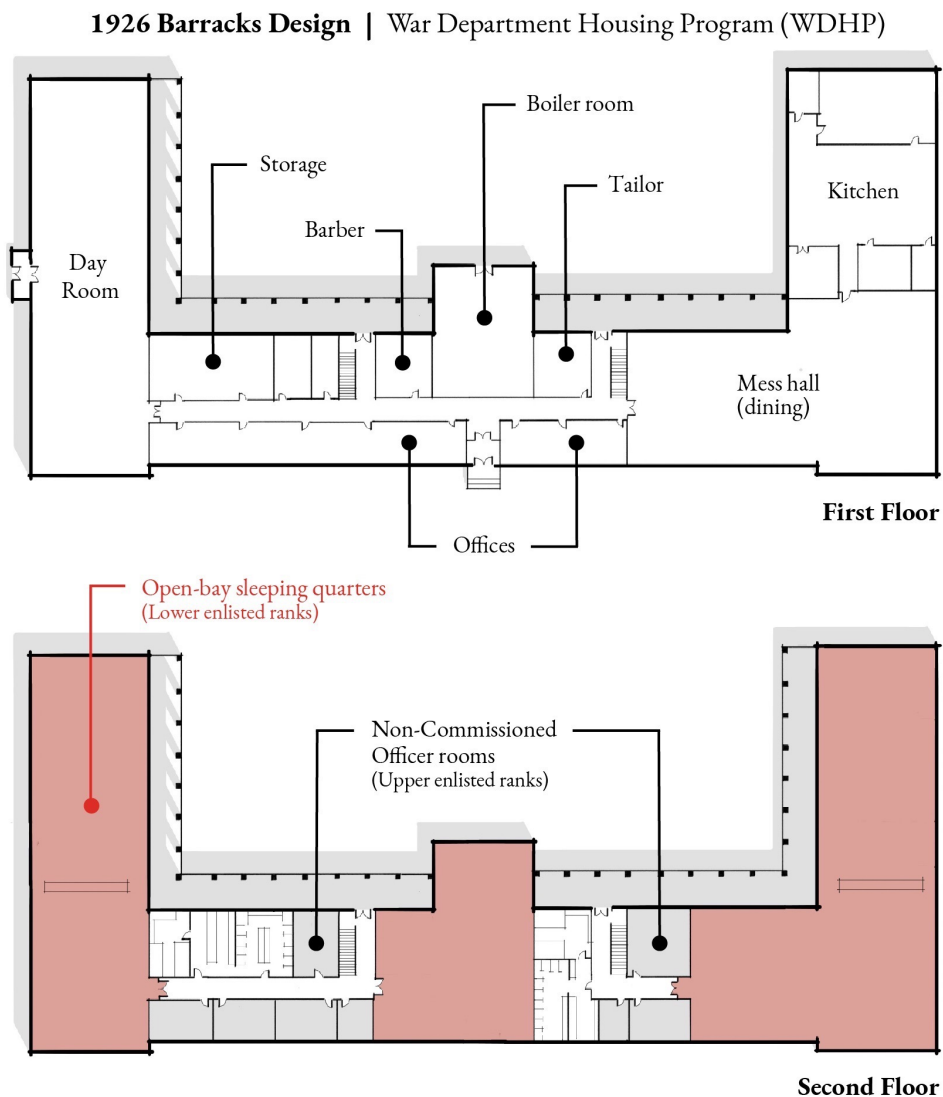 1926 Barracks Design | War Department Housing Program (WDHP)
Boiler room
Storage
Tailor
Barber
Kitchen
Day
Room
Mess hall
(dining)
First Floor
Offices
Open-bay sleeping quarters
(Lower enlisted ranks)
Non-Commissioned
Officer rooms
(Upper enlisted ranks)
Second Floor